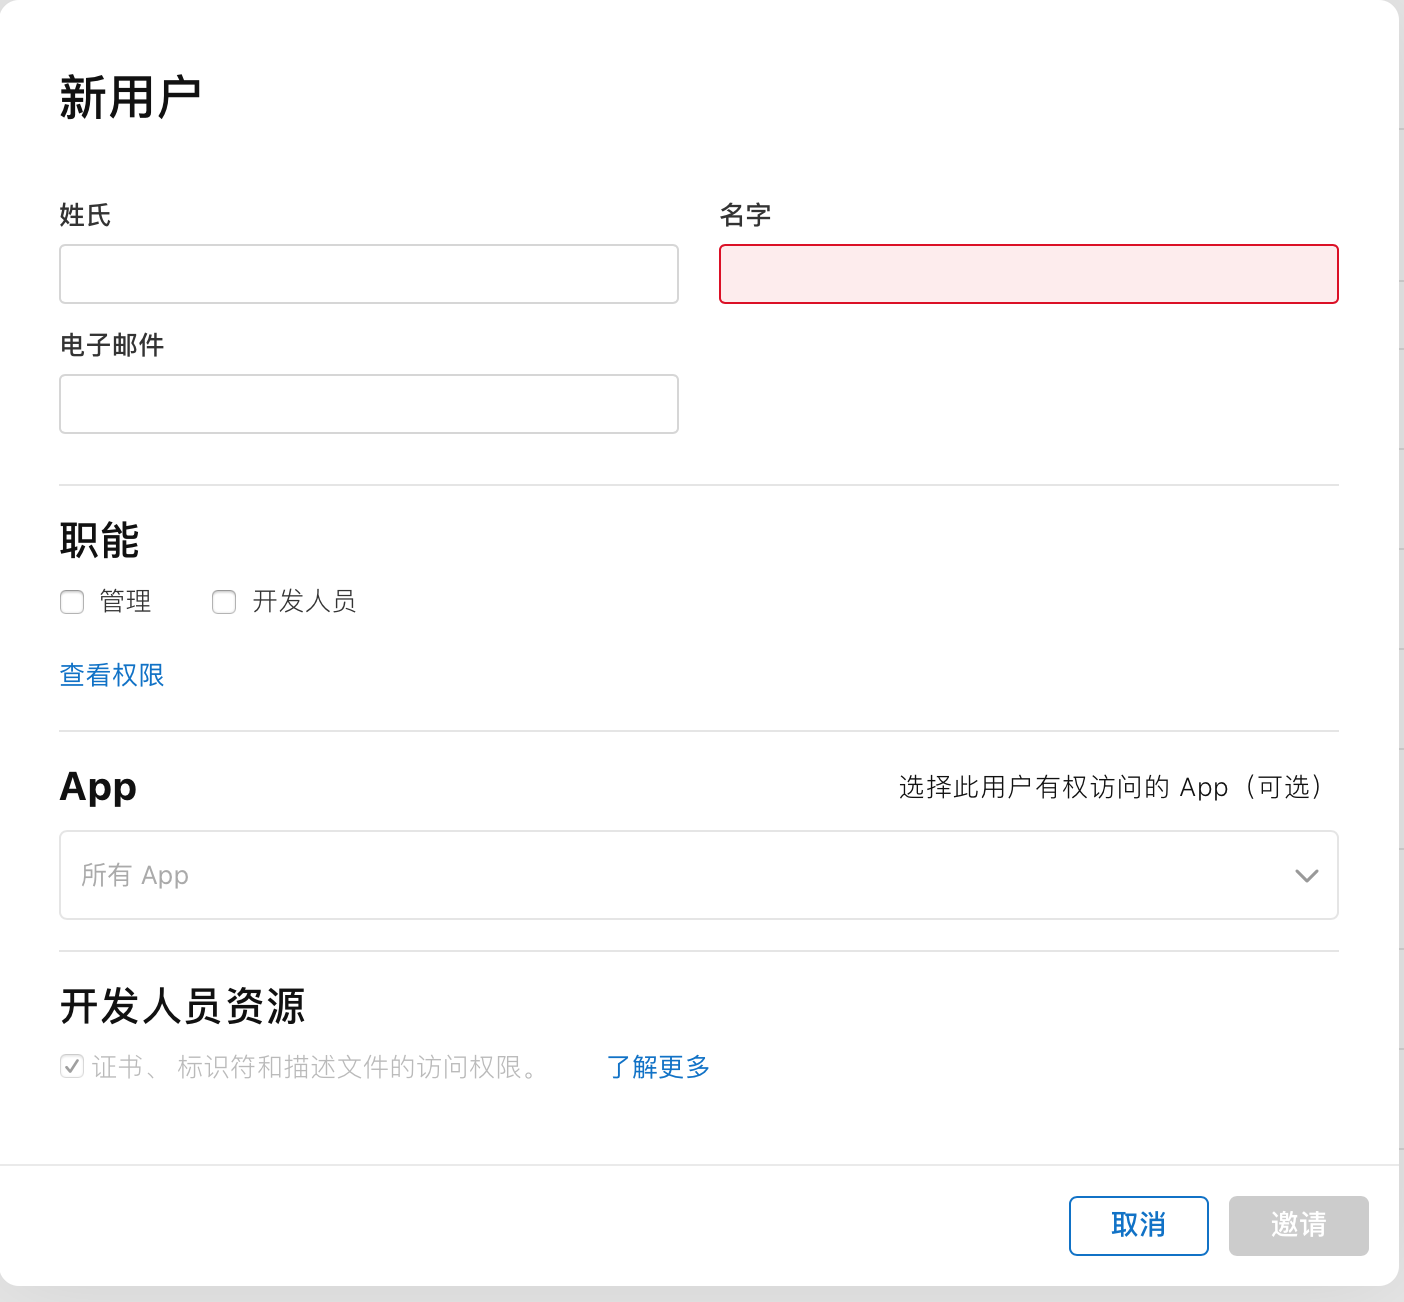 新用户
姓氏
名字
电子邮件
职能
管理
开发人员
查看权限
App
选择此用户有权访问的 App（可选）
所有 App
开发人员资源
证书、 标识符和描述文件的访问权限。
了解更多
取消
邀请